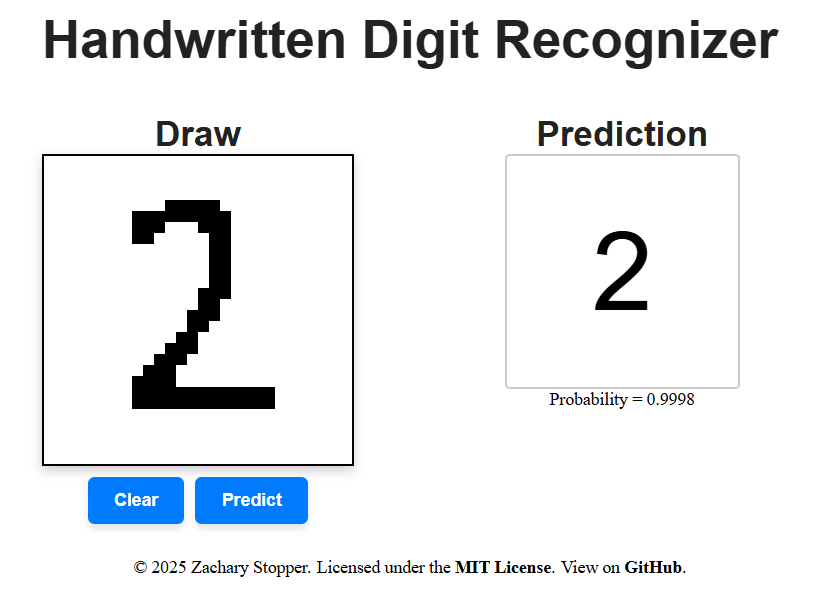 Handwritten Digit Recognizer
Draw
2
Clear
Predict
Prediction
2
Probability = 0.9998
© 2025 Zachary Stopper. Licensed under the MIT License. View on GitHub.